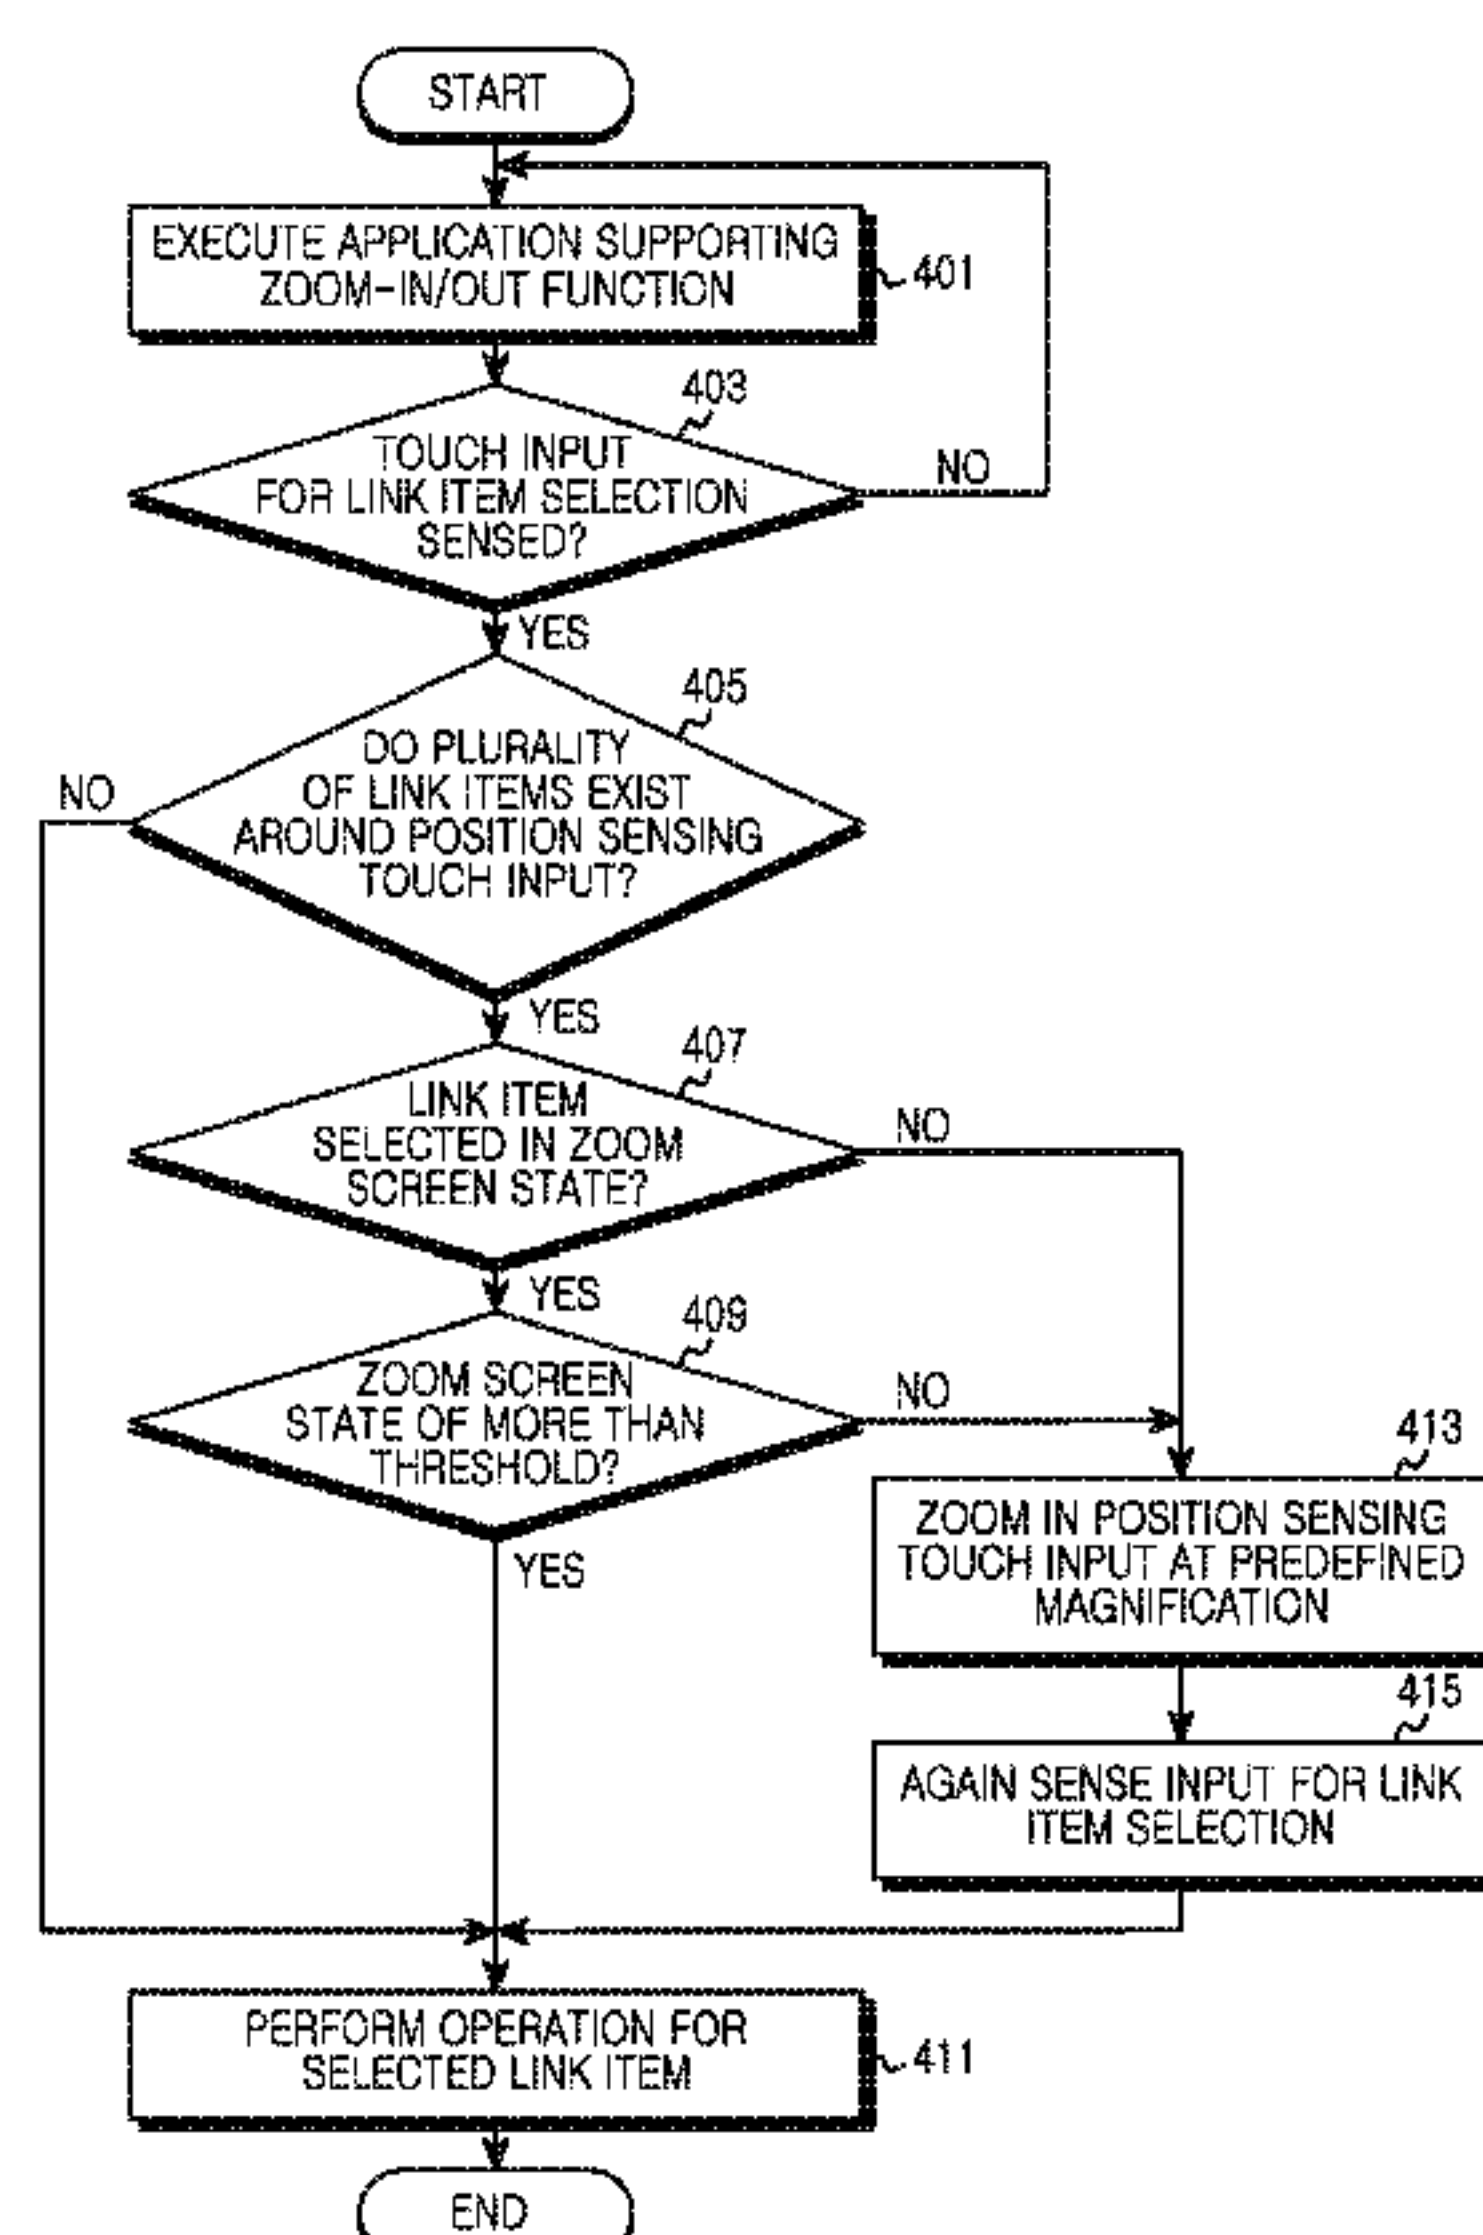 START
EXECUTE APPLICATION SUPPORTING
ZOOM-IN/OUT FUNCTION
401
403
TOUCH INPUT
FOR LINK ITEM SELECTION
SENSED?
NO
YES
405
DO PLURALITY
OF LINK ITEMS EXIST
AROUND POSITION SENSING
TOUCH INPUT?
NO
YES
407
LINK ITEM
SELECTED IN ZOOM
SCREEN STATE?
NO
YES
409
ZOOM SCREEN
STATE OF MORE THAN
THRESHOLD?
NO
YES
413
ZOOM IN POSITION SENSING
TOUCH INPUT AT PREDEFINED
MAGNIFICATION
415
AGAIN SENSE INPUT FOR LINK
ITEM SELECTION
PERFORM OPERATION FOR
SELECTED LINK ITEM
411
END